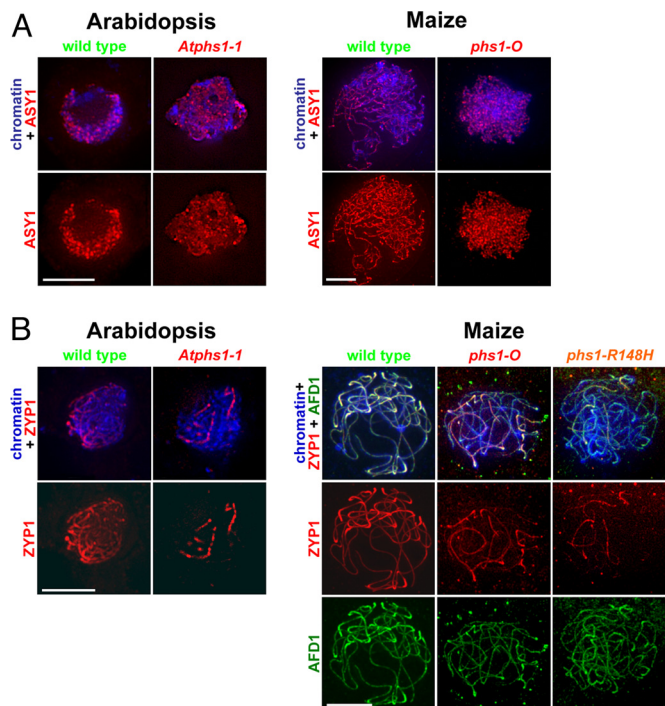 A
Arabidopsis
Maize
wild type
Atphs1-1
wild type
phs1-O
chromatin
+ ASY1
chromatin
+ ASY1
ASY1
ASY1
B
Arabidopsis
Maize
wild type
Atphs1-1
wild type
phs1-O
phs1-R148H
chromatin
+ ZYP1
chromatin+
ZYP1 + AFD1
ZYP1
ZYP1
AFD1